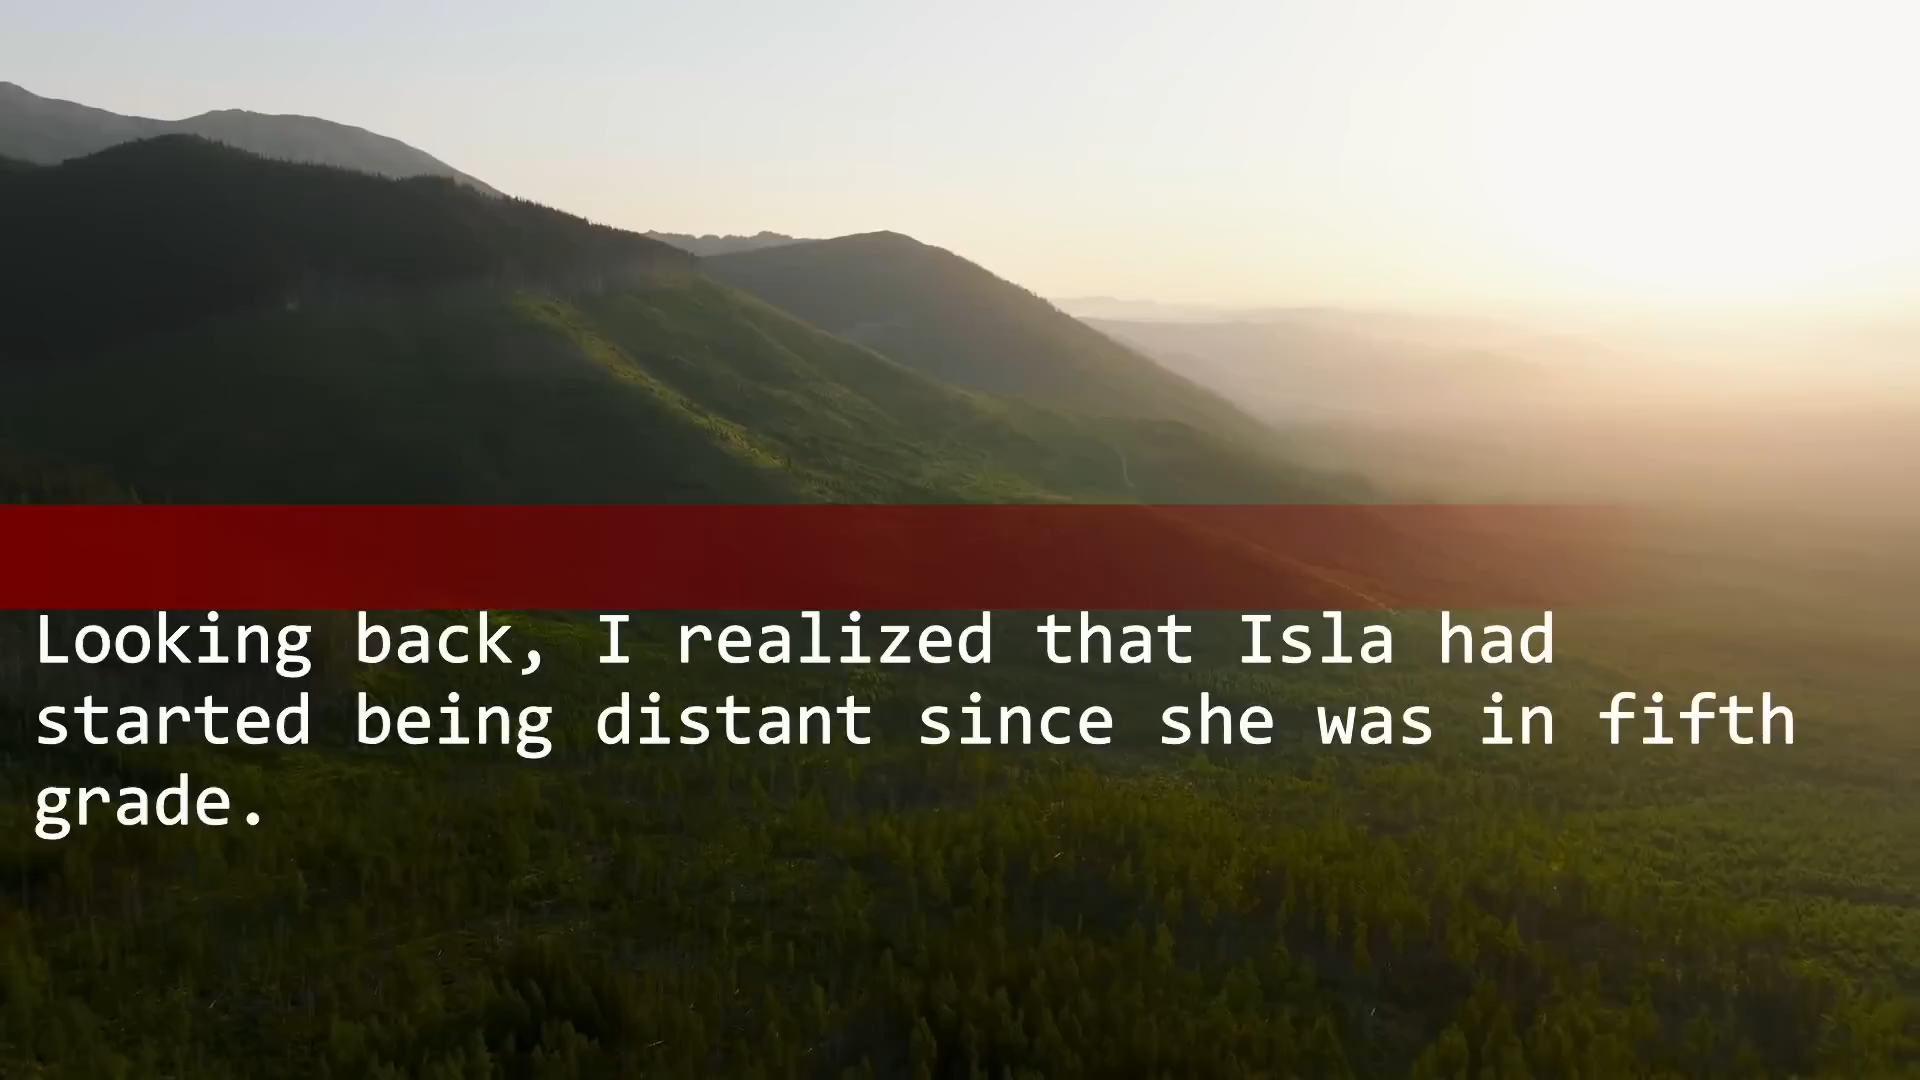 Looking back, I realized that Isla had
started being distant since she was in fifth
grade.